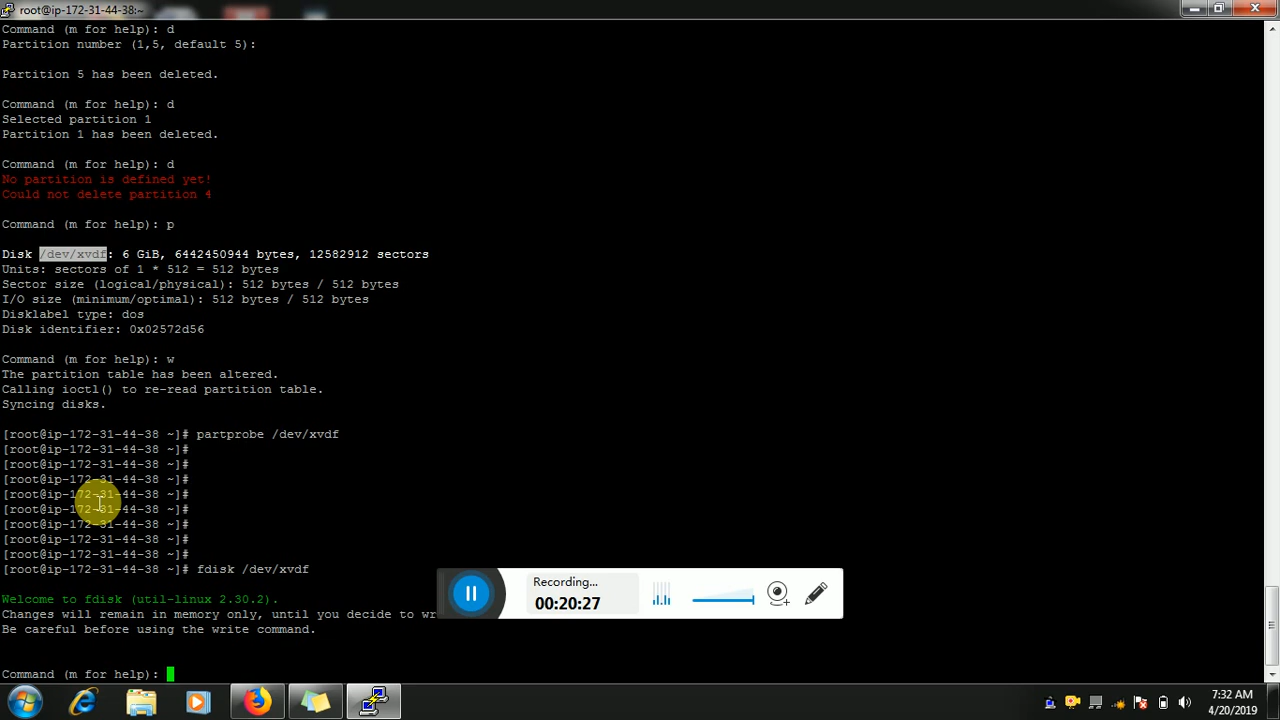 root@ip-172-31-44-38:~
Command (m for help): d
Partition number (1,5, default 5):
Partition 5 has been deleted.
Command (m for help): d
Selected partition 1
Partition 1 has been deleted.
Command (m for help): d
No partition is defined yet!
Could not delete partition 4
Command (m for help): p
Disk /dev/xvdf: 6 GiB, 6442450944 bytes, 12582912 sectors
Units: sectors of 1 * 512 = 512 bytes
Sector size (logical/physical): 512 bytes / 512 bytes
I/O size (minimum/optimal): 512 bytes / 512 bytes
Disklabel type: dos
Disk identifier: 0x02572d56
Command (m for help): w
The partition table has been altered.
Calling ioctl() to re-read partition table.
Syncing disks.
[root@ip-172-31-44-38 ~]# partprobe /dev/xvdf
[root@ip-172-31-44-38 ~]#
[root@ip-172-31-44-38 ~]#
[root@ip-172-31-44-38 ~]#
[root@ip-172-31-44-38 ~]#
[root@ip-172-31-44-38 ~]#
[root@ip-172-31-44-38 ~]#
[root@ip-172-31-44-38 ~]#
[root@ip-172-31-44-38 ~]#
[root@ip-172-31-44-38 ~]# fdisk /dev/xvdf
Recording...
00:20:27
Welcome to fdisk (util-linux 2.30.2).
Changes will remain in memory only, until you decide to wr
Be careful before using the write command.
Command (m for help):
7:32 AM
4/20/2019